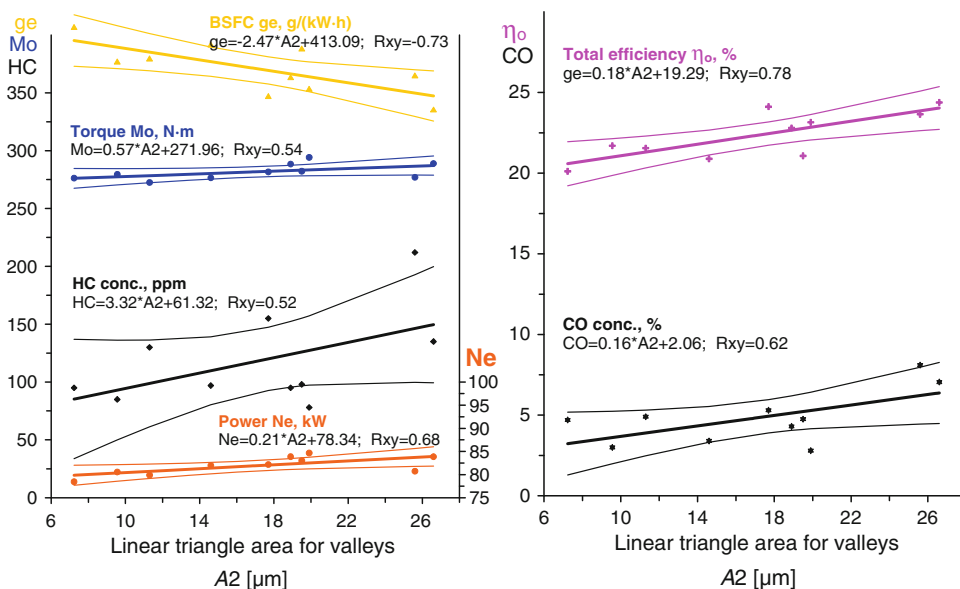 ge
Mo
HC
BSFC ge, g/(kW·h)
ge=-2.47*A2+413.09; Rxy=-0.73
350
Torque Mo, N·m
Mo=0.57*A2+271.96; Rxy=0.54
300
250
200
HC conc., ppm
HC=3.32*A2+61.32; Rxy=0.52
150
Ne
100
100
95
90
Power Ne, kW
Ne=0.21*A2+78.34; Rxy=0.68
50
85
80
0
75
6 10 14 18 22 26
Linear triangle area for valleys
A2 [µm]
ηo
CO
Total efficiency ηo, %
ge=0.18*A2+19.29; Rxy=0.78
25
20
15
10
CO conc., %
CO=0.16*A2+2.06; Rxy=0.62
5
0
6 10 14 18 22 26
Linear triangle area for valleys
A2 [µm]